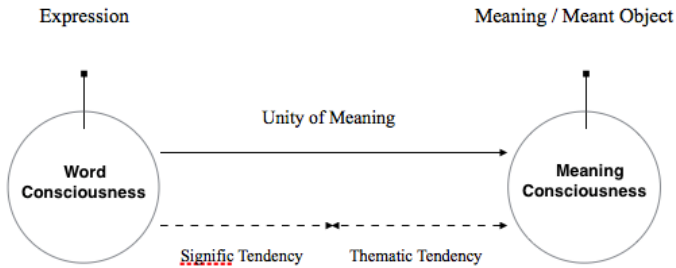 Expression
Meaning / Meant Object
Unity of Meaning
Word
Consciousness
Meaning
Consciousness
Signific Tendency
Thematic Tendency